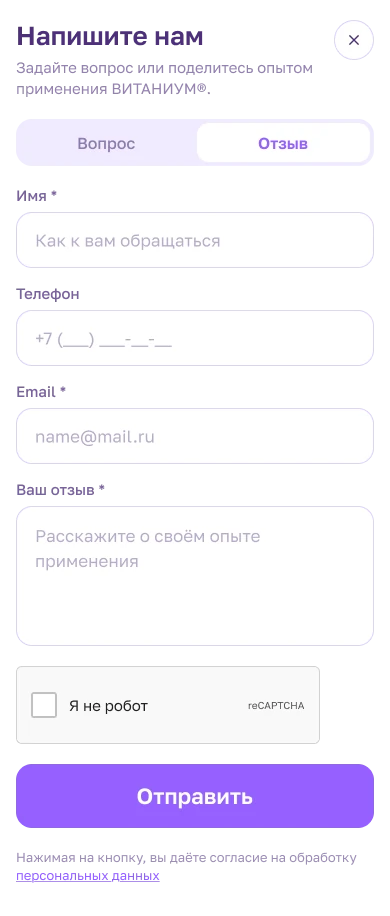 Напишите нам
Задайте вопрос или поделитесь опытом
применения ВИТАНИУМ®.
Вопрос
Отзыв
Имя *
Как к вам обращаться
Телефон
+7 (___) ___-__-__
Email *
name@mail.ru
Ваш отзыв *
Расскажите о своём опыте
применения
Я не робот
reCAPTCHA
Отправить
Нажимая на кнопку, вы даёте согласие на обработку
персональных данных